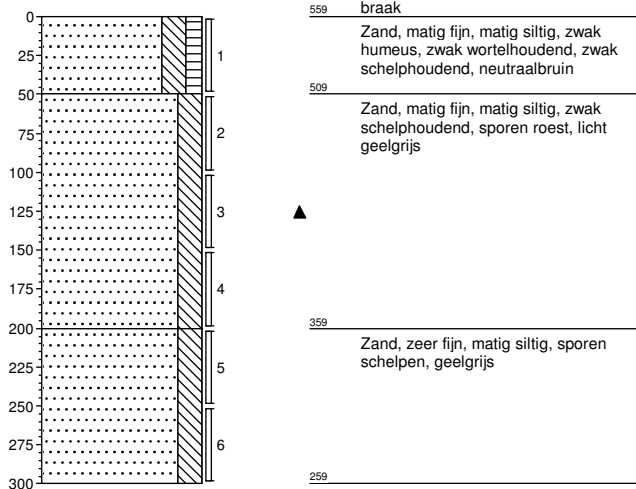 0
25
50
75
100
125
150
175
200
225
250
275
300
1
2
3
4
5
6
559
braak
Zand, matig fijn, matig siltig, zwak
humeus, zwak wortelhoudend, zwak
schelphoudend, neutraalbruin
509
Zand, matig fijn, matig siltig, zwak
schelphoudend, sporen roest, licht
geelgrijs
359
Zand, zeer fijn, matig siltig, sporen
schelpen, geelgrijs
259